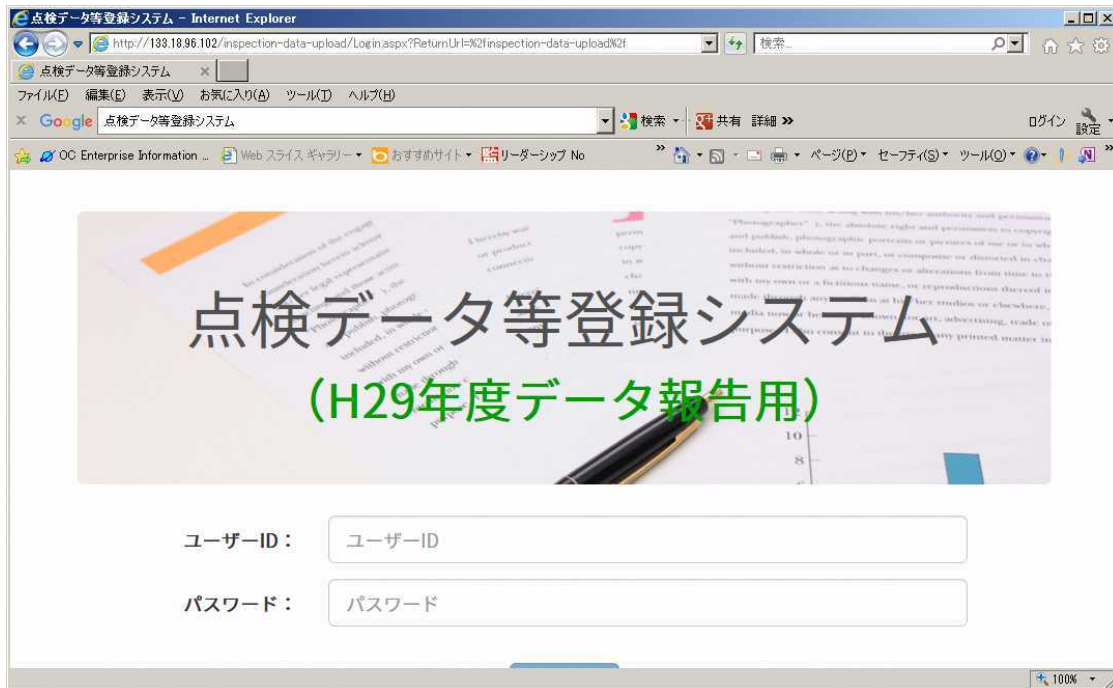 点検データ等登録システム - Internet Explorer
http://133.18.96.102/inspection-data-upload/Login.aspx?ReturnUrl=%2finspection-data-upload%2f
検索...
点検データ等登録システム ×
ファイル(F) 編集(E) 表示(V) お気に入り(A) ツール(T) ヘルプ(H)
× Google 点検データ等登録システム 検索 共有 詳細 » ログイン 設定
OC Enterprise Information ... Web スライス ギャラリー おすすめサイト リーダーシップ No » ページ(P) セーフティ(S) ツール(O) »
点検データ等登録システム
(H29年度データ報告用)
10
8
ユーザーID：
ユーザーID
パスワード：
パスワード
100%